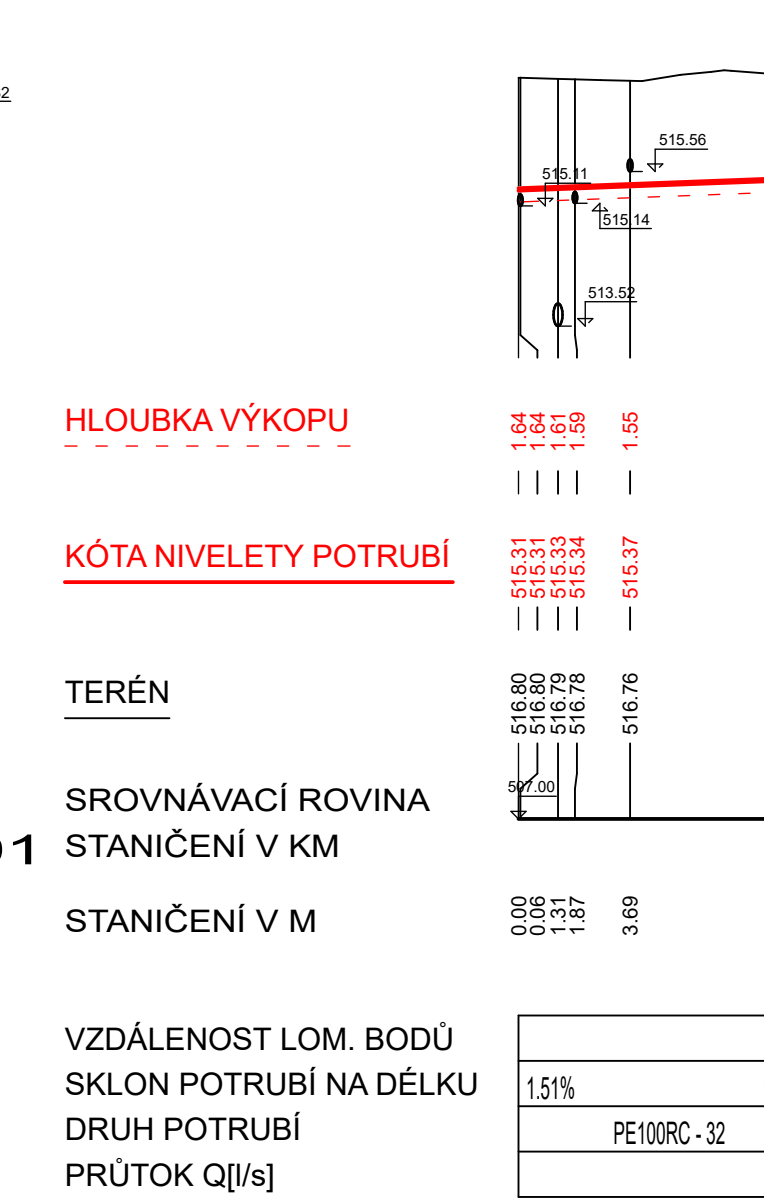 515.56
515.11
515.14
513.52
HLOUBKA VÝKOPU 1.64 1.64 1.61 1.59 1.55
KÓTA NIVELETY POTRUBÍ 515.31 515.31 515.33 515.34 515.37
TERÉN 516.80 516.80 516.79 516.78 516.76
507.00
SROVNÁVACÍ ROVINA
STANIČENÍ V KM
STANIČENÍ V M 0.00 0.06 1.31 1.87 3.69
VZDÁLENOST LOM. BODŮ
SKLON POTRUBÍ NA DÉLKU 1.51%
DRUH POTRUBÍ PE100RC - 32
PRŮTOK Q[l/s]